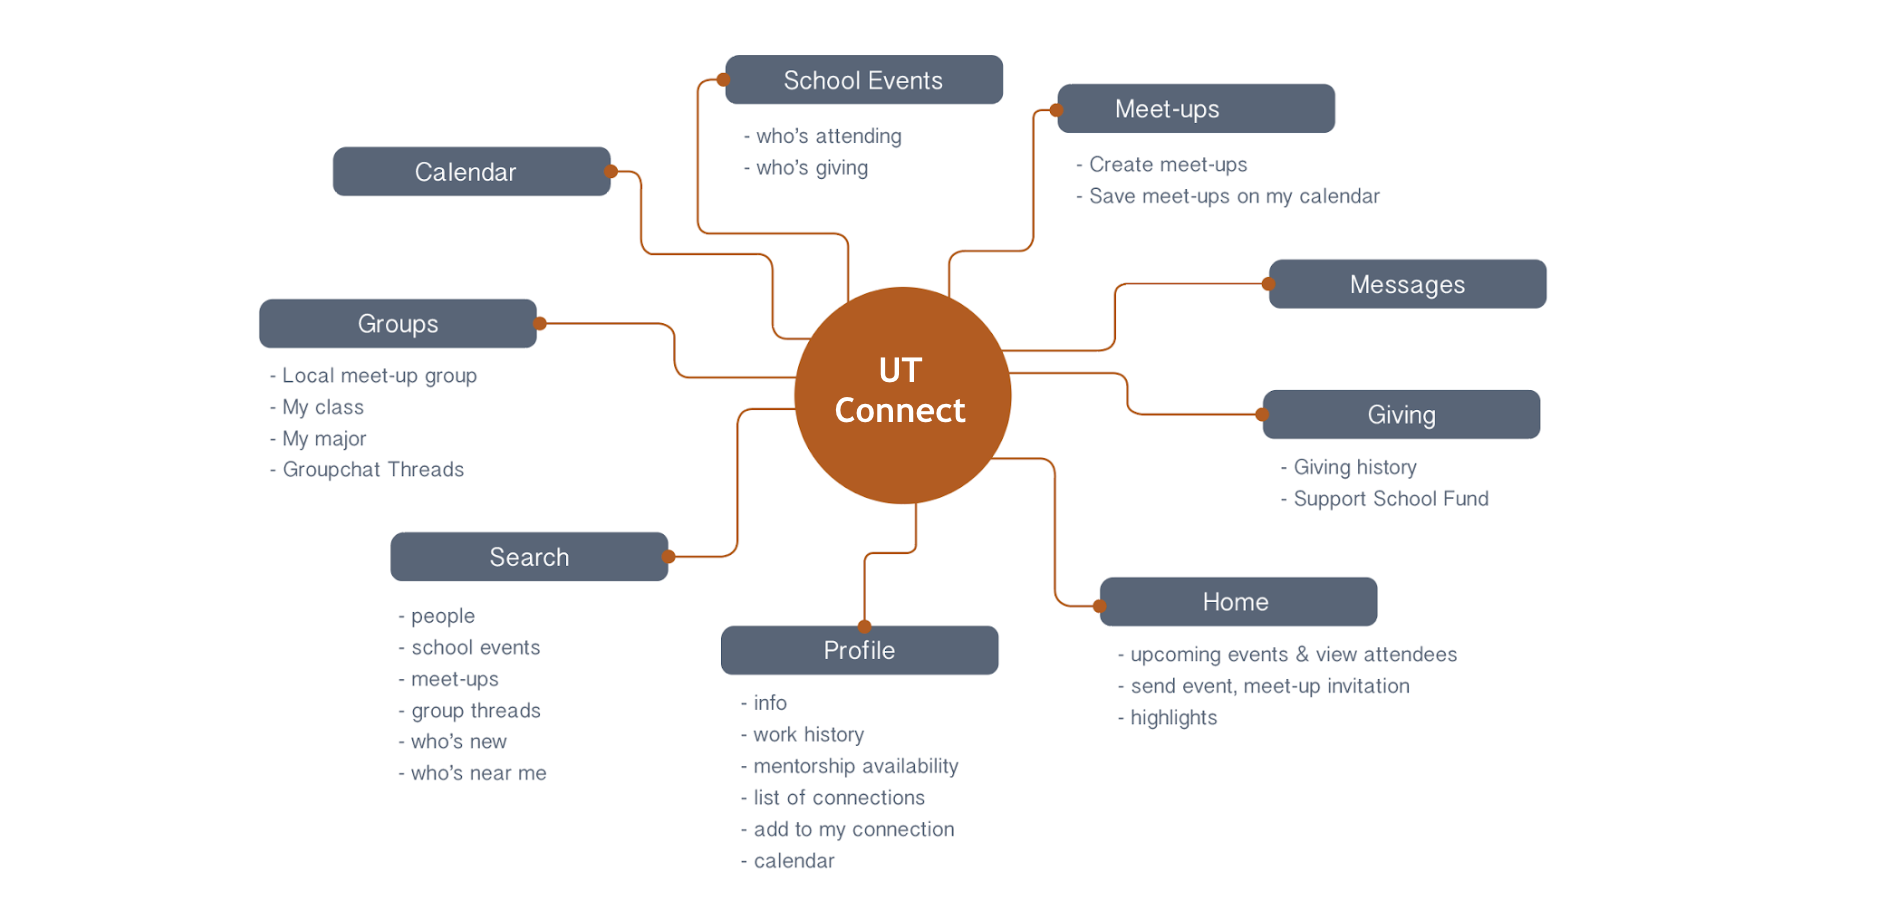 School Events
- who's attending
- who's giving
Meet-ups
- Create meet-ups
- Save meet-ups on my calendar
Calendar
Messages
Groups
- Local meet-up group
- My class
- My major
- Groupchat Threads
UT
Connect
Giving
- Giving history
- Support School Fund
Search
- people
- school events
- meet-ups
- group threads
- who's new
- who's near me
Profile
- info
- work history
- mentorship availability
- list of connections
- add to my connection
- calendar
Home
- upcoming events & view attendees
- send event, meet-up invitation
- highlights